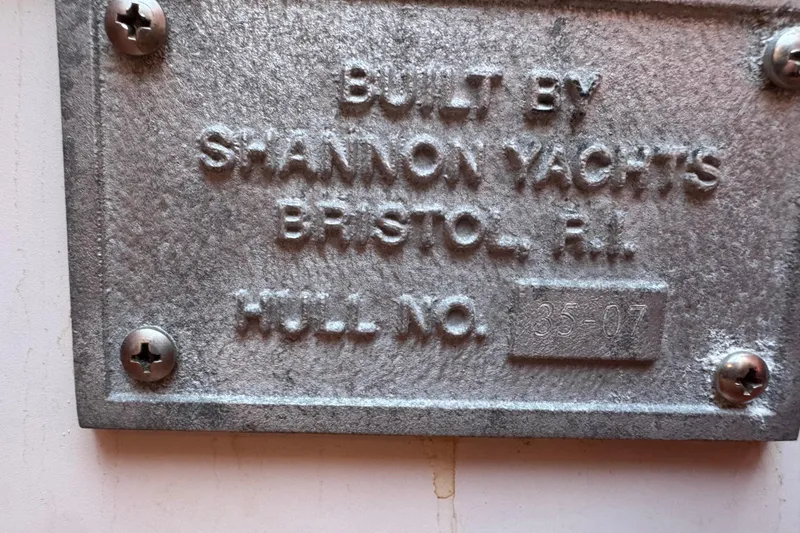 BUILT BY
SHANNON YACHTS
BRISTOL, R.I.
HULL NO. 35-07